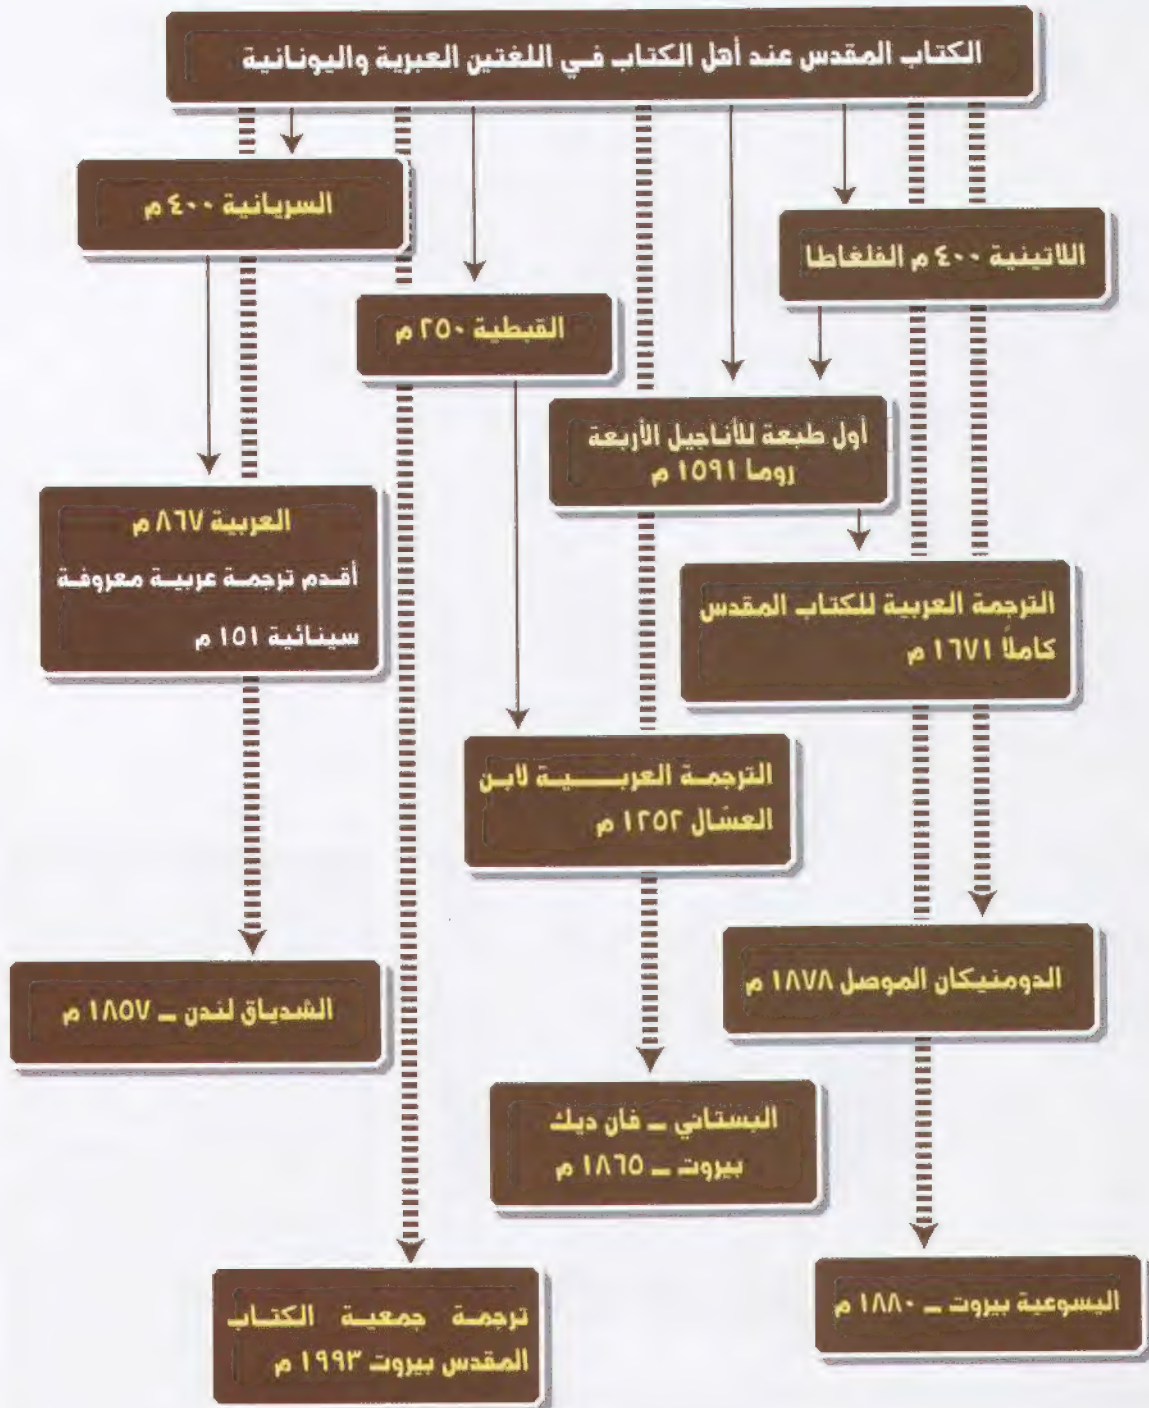 الكتاب المقدس عند أهل الكتاب في اللغتين العبرية واليونانية
السريانية ٤٠٠ م
اللاتينية ٤٠٠ م الفلغاطا
القبطية ٢٥٠ م
أول طبعة للأناجيل الأربعة
روما ١٥٩١ م
العربية ٨٦٧ م
أقدم ترجمة عربية معروفة
سينائية ١٥١ م
الترجمة العربية للكتاب المقدس
كاملاً ١٦٧١ م
الترجمة العربية لابن
العسّال ١٢٥٢ م
الدومنيكان الموصل ١٨٧٨ م
الشدياق لندن – ١٨٥٧ م
البستاني – فان ديك
بيروت – ١٨٦٥ م
اليسوعية بيروت – ١٨٨٠ م
ترجمة جمعية الكتاب
المقدس بيروت ١٩٩٣ م